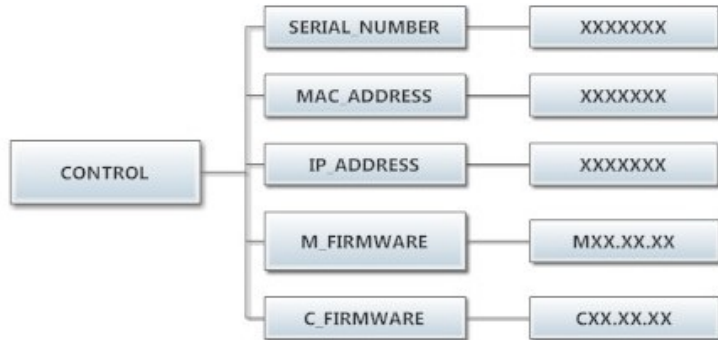 SERIAL_NUMBER XXXXXXX
MAC_ADDRESS XXXXXXX
CONTROL
IP_ADDRESS XXXXXXX
M_FIRMWARE MXX.XX.XX
C_FIRMWARE CXX.XX.XX